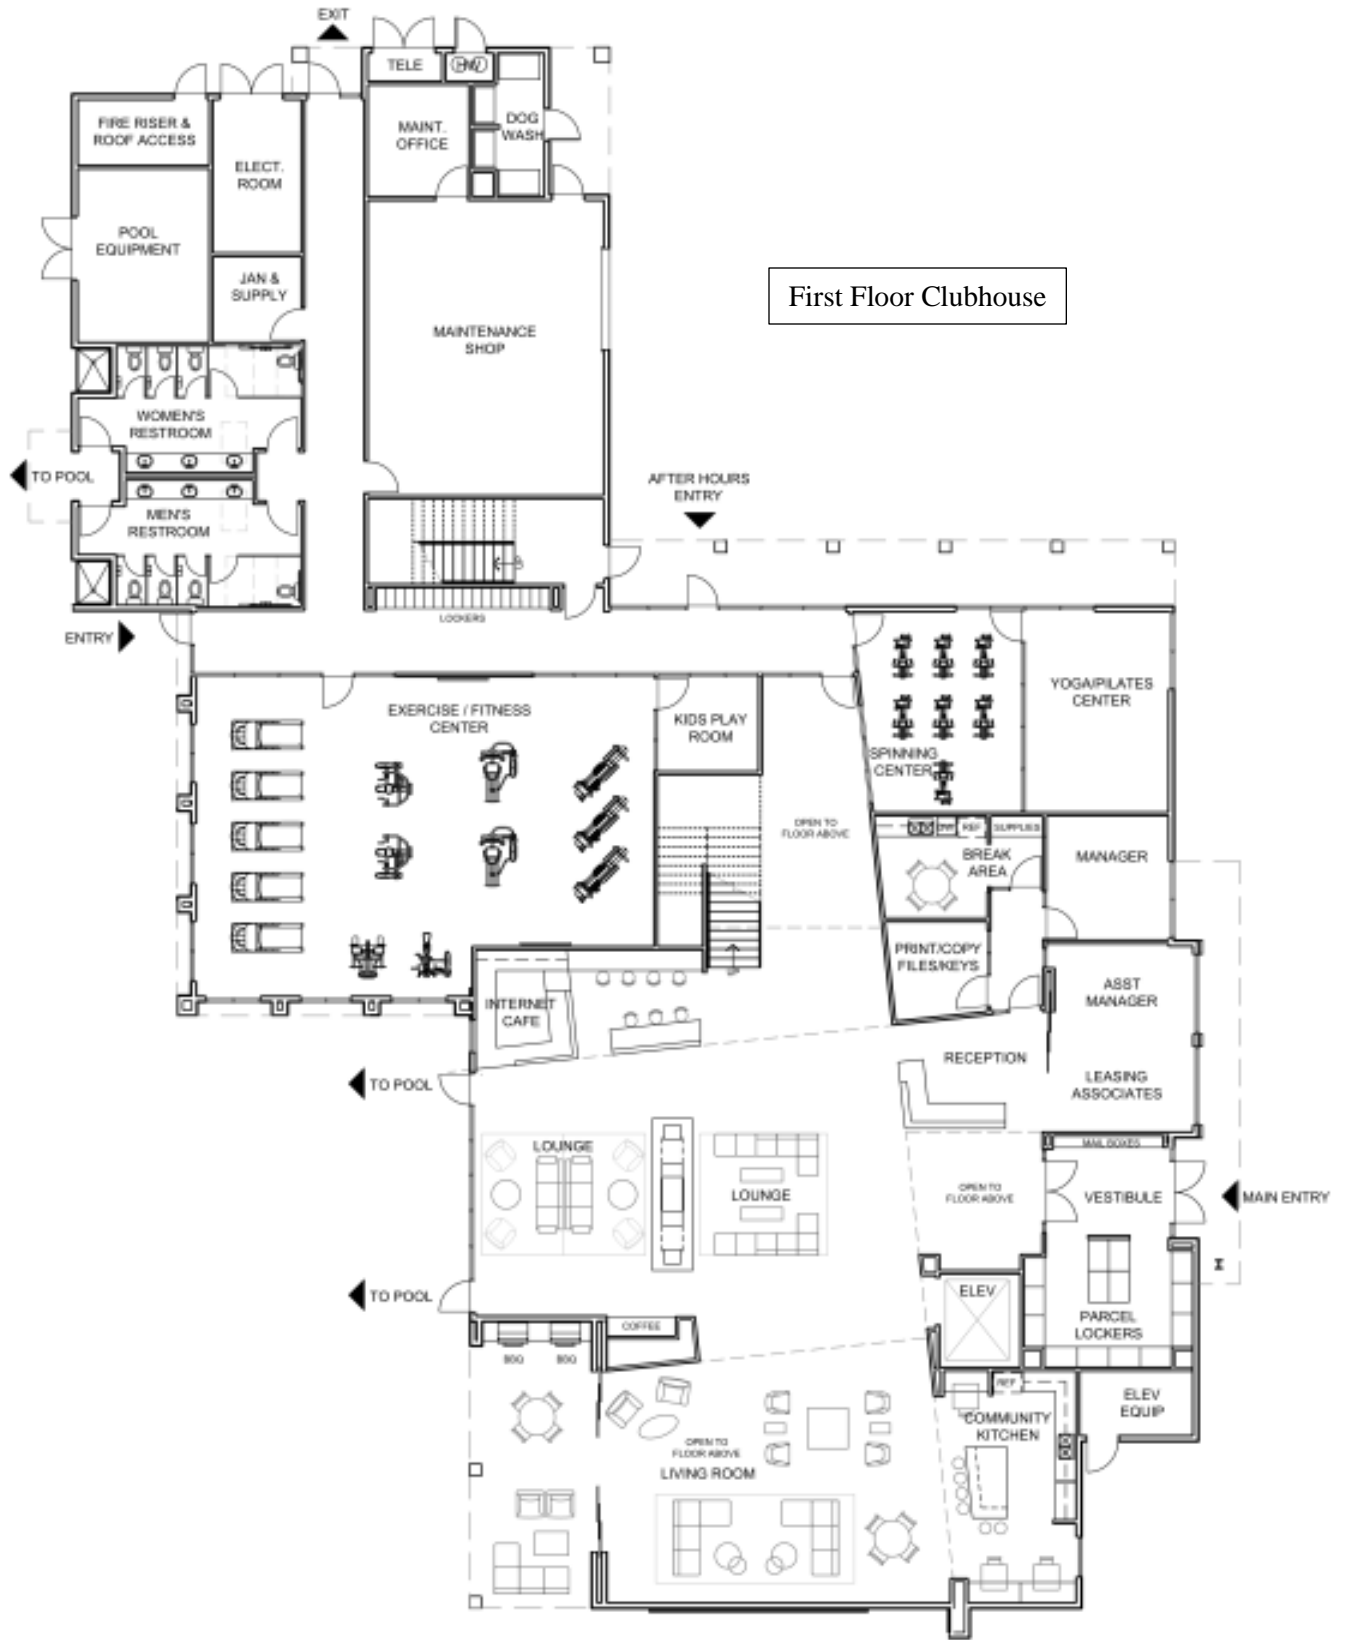 EXIT
TELE
HW
FIRE RISER &
ROOF ACCESS
MAINT.
OFFICE
DOG
WASH
ELECT.
ROOM
POOL
EQUIPMENT
JAN &
SUPPLY
First Floor Clubhouse
MAINTENANCE
SHOP
WOMEN'S
RESTROOM
TO POOL
MEN'S
RESTROOM
AFTER HOURS
ENTRY
LOCKERS
ENTRY
EXERCISE / FITNESS
CENTER
KIDS PLAY
ROOM
YOGA/PILATES
CENTER
SPINNING
CENTER
OPEN TO
FLOOR ABOVE
REF
SUPPLIES
BREAK
AREA
MANAGER
PRINT/COPY
FILES/KEYS
ASST
MANAGER
INTERNET
CAFE
RECEPTION
LEASING
ASSOCIATES
TO POOL
MAIL BOXES
LOUNGE
LOUNGE
OPEN TO
FLOOR ABOVE
VESTIBULE
MAIN ENTRY
TO POOL
ELEV
PARCEL
LOCKERS
COFFEE
BBQ
BBQ
REF
ELEV
EQUIP
COMMUNITY
KITCHEN
OPEN TO
FLOOR ABOVE
LIVING ROOM